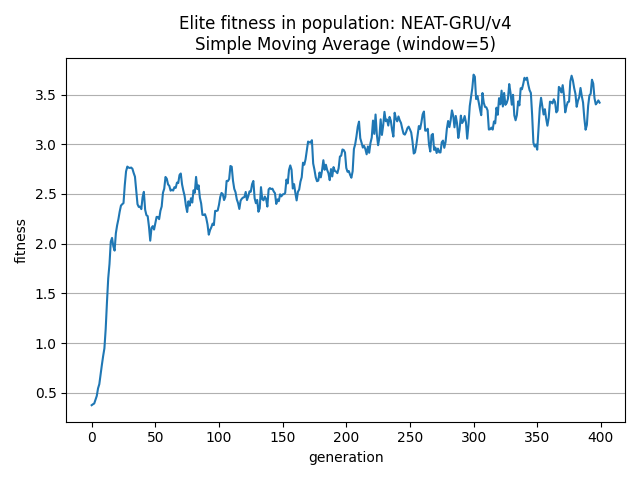 Elite fitness in population: NEAT-GRU/v4
Simple Moving Average (window=5)
fitness
3.5
3.0
2.5
2.0
1.5
1.0
0.5
0 50 100 150 200 250 300 350 400
generation